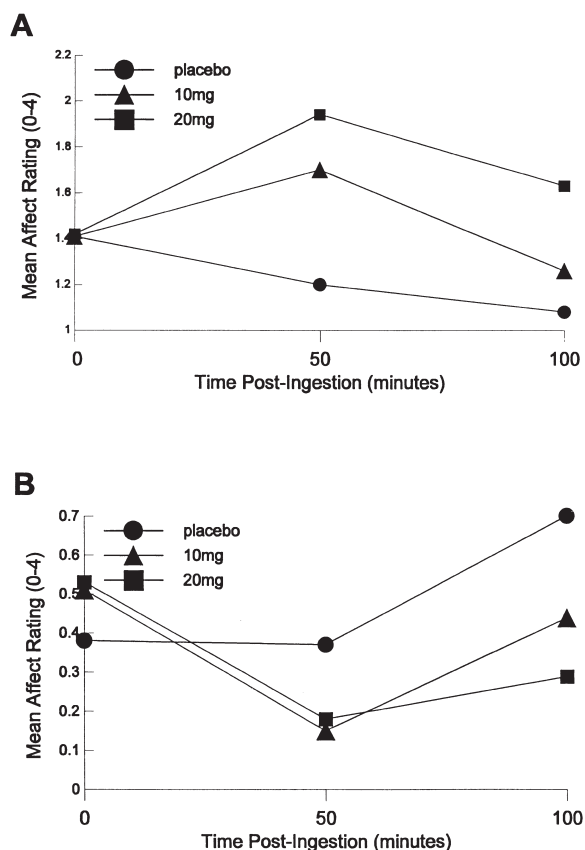 A
2.2
placebo
2
10mg
20mg
1.8
1.6
1.
1.2
1
0
50
100
Mean Affect Rating (0-4)
Time Post-Ingestion (minutes)
B
0.7
placebo
0.6
10mg
20mg
0.5
0.4
0.3
0.2
0.1
0
0
50
100
Mean Affect Rating (0-4)
Time Post-Ingestion (minutes)